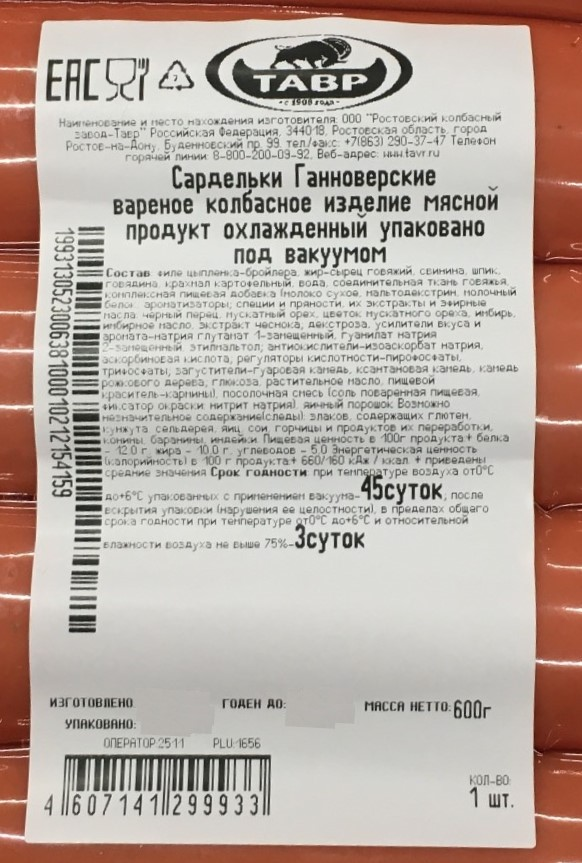 ЕАС
ТАВР
• с 1908 года •
Наименование и место нахождения изготовителя: ООО "Ростовский колбасный
завод-Тавр" Российская Федерация, 344018, Ростовская область, город
Ростов-на-Дону, Буденновский пр. 99. тел./факс: +7(863) 290-37-47 Телефон
горячей линии: 8-800-200-09-92, Веб-адрес: www.tavr.ru
Сардельки Ганноверские
вареное колбасное изделие мясной
продукт охлажденный упаковано
под вакуумом
Состав филе цыпленка-бройлера, жир-сырец говяжий, свинина, шпик,
говядина, крахмал картофельный, вода, соединительная ткань говяжья,
комплексная пищевая добавка (молоко сухое, мальтодекстрин, молочный
белок, ароматизаторы; специи и пряности, их экстракты и эфирные
масла: черный перец, мускатный орех, цветок мускатного ореха, имбирь,
имбирное масло, экстракт чеснока; декстроза, усилители вкуса и
аромата-натрия глутамат 1-замещенный, гуанилат натрия
2-замещенный, этилмальтол; антиокислители-изоаскорбат натрия,
аскорбиновая кислота, регуляторы кислотности-пирофосфаты,
трифосфаты; загустители-гуаровая камедь, ксантановая камедь, камедь
рожкового дерева; глюкоза, растительное масло, пищевой
краситель-кармины), посолочная смесь (соль поваренная пищевая,
фиксатор окраски нитрит натрия), яичный порошок Возможно
незначительное содержание(следы): злаков, содержащих глютен,
кунжута, сельдерея, яиц, сои, горчицы и продуктов их переработки,
конины, баранины, индейки. Пищевая ценность в 100г продукта+ белка
- 12.0 г, жира - 10.0 г, углеводов - 5.0 Энергетическая ценность
(калорийность) в 100 г продукта+ 660/160 кДж / ккал. + приведены
средние значения Срок годности при температуре воздуха от0°С
до+6°С упакованных с применением вакуума- 45суток, после
вскрытия упаковки (нарушения ее целостности), в пределах общего
срока годности при температуре от0°С до+6°С и относительной
влажности воздуха не выше 75%-3суток
1993130523006381000102121541159
ИЗГОТОВЛЕНО ГОДЕН ДО: МАССА НЕТТО: 600г
УПАКОВАНО:
ОПЕРАТОР:2511 PLU:1656
4 607141 299933
КОЛ-ВО:
1 шт.